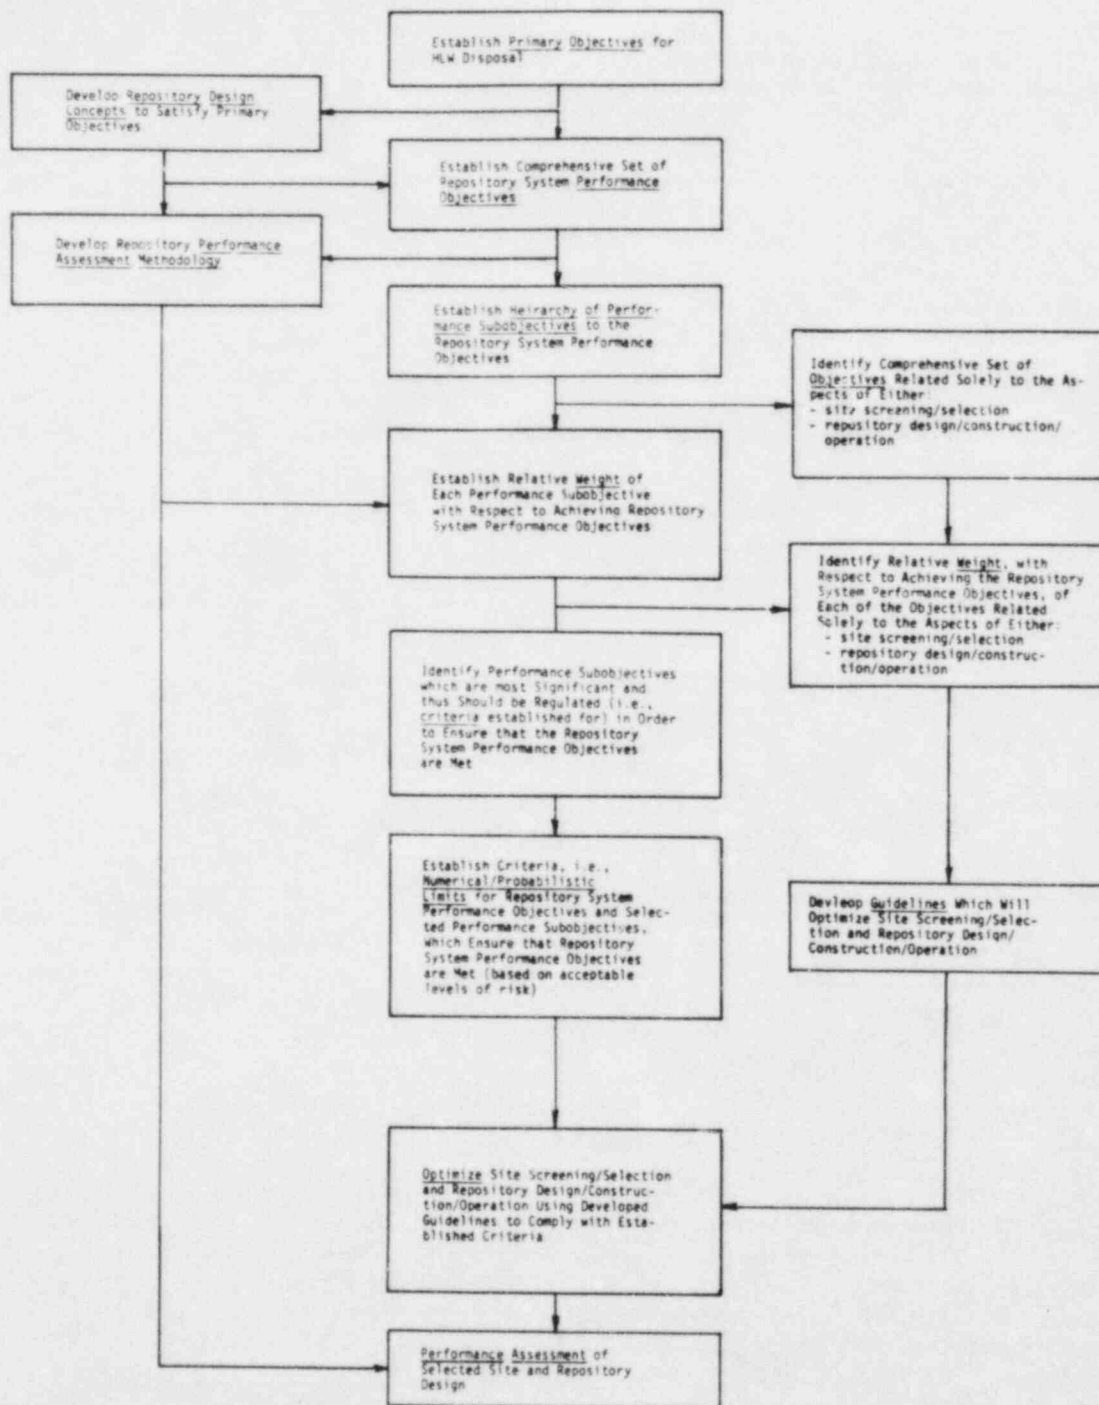 Establish Primary Objectives for
HLW Disposal
Develop Repository Design
Concepts to Satisfy Primary
Objectives
Establish Comprehensive Set of
Repository System Performance
Objectives
Develop Repository Performance
Assessment Methodology
Establish Heirarchy of Perfor-
mance Subobjectives to the
Repository System Performance
Objectives
Identify Comprehensive Set of
Objectives Related Solely to the As-
pects of Either:
- site screening/selection
- repository design/construction/
operation
Establish Relative Weight of
Each Performance Subobjective
with Respect to Achieving Repository
System Performance Objectives
Identify Relative Weight, with
Respect to Achieving the Repository
System Performance Objectives, of
Each of the Objectives Related
Solely to the Aspects of Either:
- site screening/selection
- repository design/construc-
tion/operation
Identify Performance Subobjectives
which are most Significant and
thus Should be Regulated (i.e.,
criteria established for) in Order
to Ensure that the Repository
System Performance Objectives
are Met
Establish Criteria, i.e.,
Numerical/Probabilistic
Limits for Repository System
Performance Objectives and Selec-
ted Performance Subobjectives,
Which Ensure that Repository
System Performance Objectives
are Met (based on acceptable
levels of risk)
Devleop Guidelines Which Will
Optimize Site Screening/Selec-
tion and Repository Design/
Construction/Operation
Optimize Site Screening/Selection
and Repository Design/Construc-
tion/Operation Using Developed
Guidelines to Comply with Esta-
blished Criteria
Performance Assessment of
Selected Site and Repository
Design